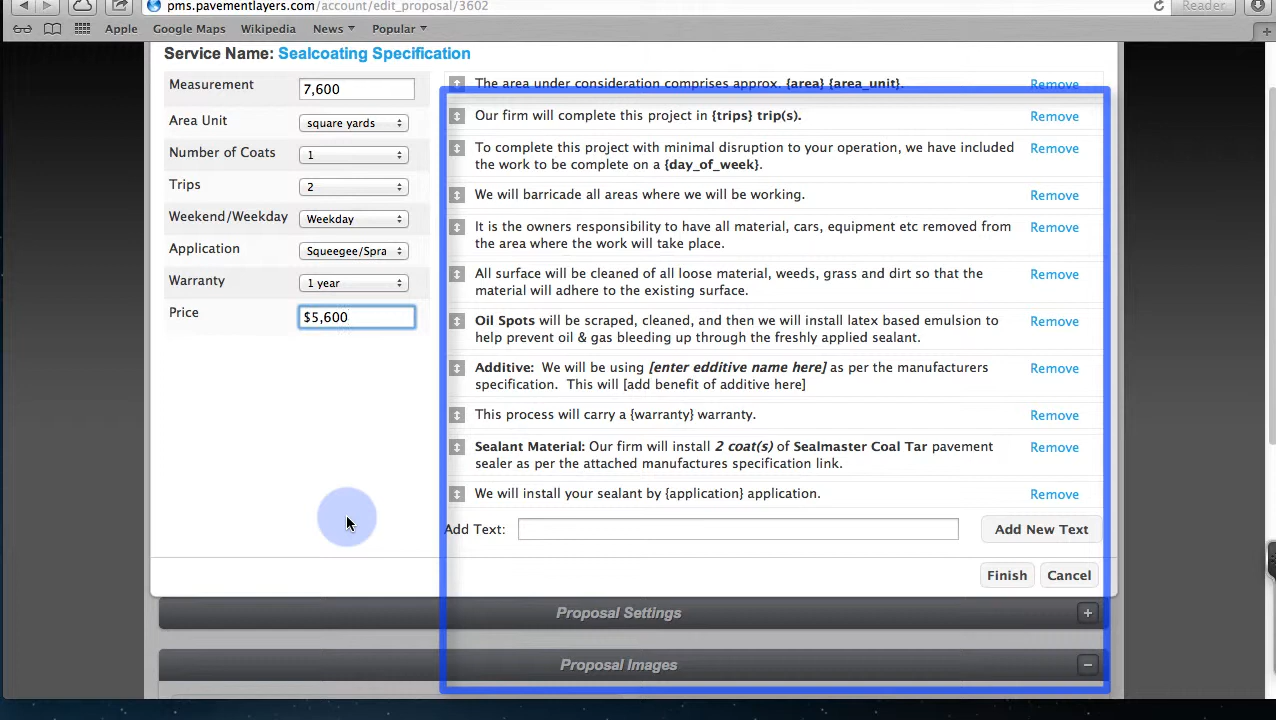 pms.pavementlayers.com/account/edit_proposal/3602
Reader
Apple
Google Maps
Wikipedia
News
Popular
Service Name: Sealcoating Specification
Measurement
7,600
The area under consideration comprises approx. {area} {area_unit}.
Remove
Area Unit
square yards
Our firm will complete this project in {trips} trip(s).
Remove
Number of Coats
1
To complete this project with minimal disruption to your operation, we have included
the work to be complete on a {day_of_week}.
Remove
Trips
2
We will barricade all areas where we will be working.
Remove
Weekend/Weekday
Weekday
It is the owners responsibility to have all material, cars, equipment etc removed from
the area where the work will take place.
Remove
Application
Squeegee/Spra
All surface will be cleaned of all loose material, weeds, grass and dirt so that the
material will adhere to the existing surface.
Remove
Warranty
1 year
Price
$5,600
Oil Spots will be scraped, cleaned, and then we will install latex based emulsion to
help prevent oil & gas bleeding up through the freshly applied sealant.
Remove
Additive: We will be using [enter edditive name here] as per the manufacturers
specification. This will [add benefit of additive here]
Remove
This process will carry a {warranty} warranty.
Remove
Sealant Material: Our firm will install 2 coat(s) of Sealmaster Coal Tar pavement
sealer as per the attached manufactures specification link.
Remove
We will install your sealant by {application} application.
Remove
Add Text:
Add New Text
Finish
Cancel
Proposal Settings
Proposal Images